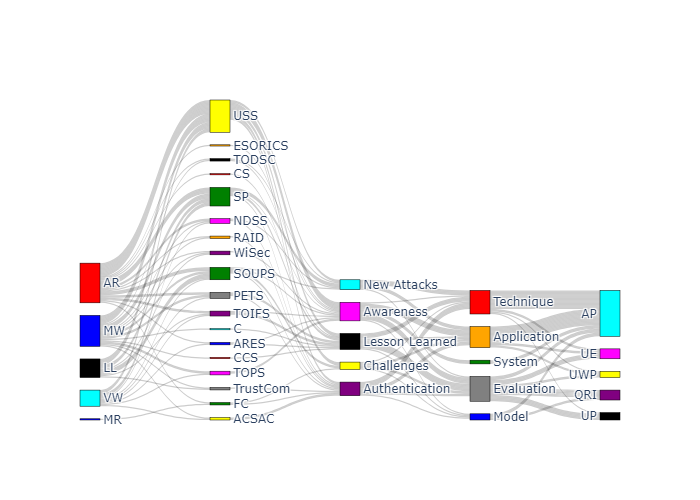 AR
MW
LL
VW
MR
USS
ESORICS
TODSC
CS
SP
NDSS
RAID
WiSec
SOUPS
PETS
TOIFS
C
ARES
CCS
TOPS
TrustCom
FC
ACSAC
New Attacks
Awareness
Lesson Learned
Challenges
Authentication
Technique
Application
System
Evaluation
Model
AP
UE
UWP
QRI
UP